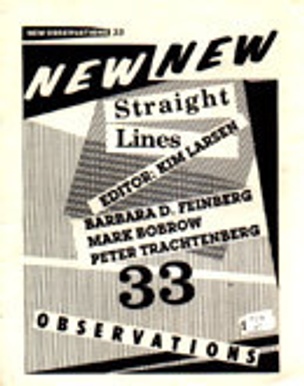 NEW OBSERVATIONS 33
NEW NEW
Straight
Lines
EDITOR: KIM LARSEN
BARBARA D. FEINBERG
MARK BOBROW
PETER TRACHTENBERG
33
OBSERVATIONS